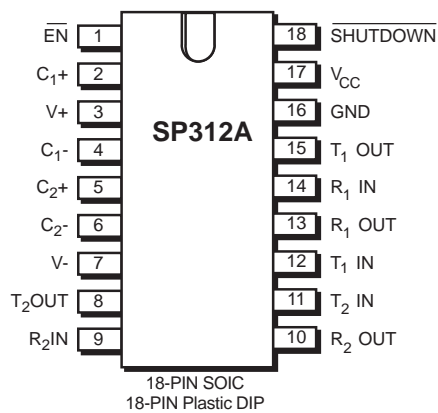 EN 1 18 SHUTDOWN
C1+ 2 17 VCC
V+ 3 16 GND
SP312A
C1- 4 15 T1 OUT
C2+ 5 14 R1 IN
C2- 6 13 R1 OUT
V- 7 12 T1 IN
T2OUT 8 11 T2 IN
R2IN 9 10 R2 OUT
18-PIN SOIC
18-PIN Plastic DIP